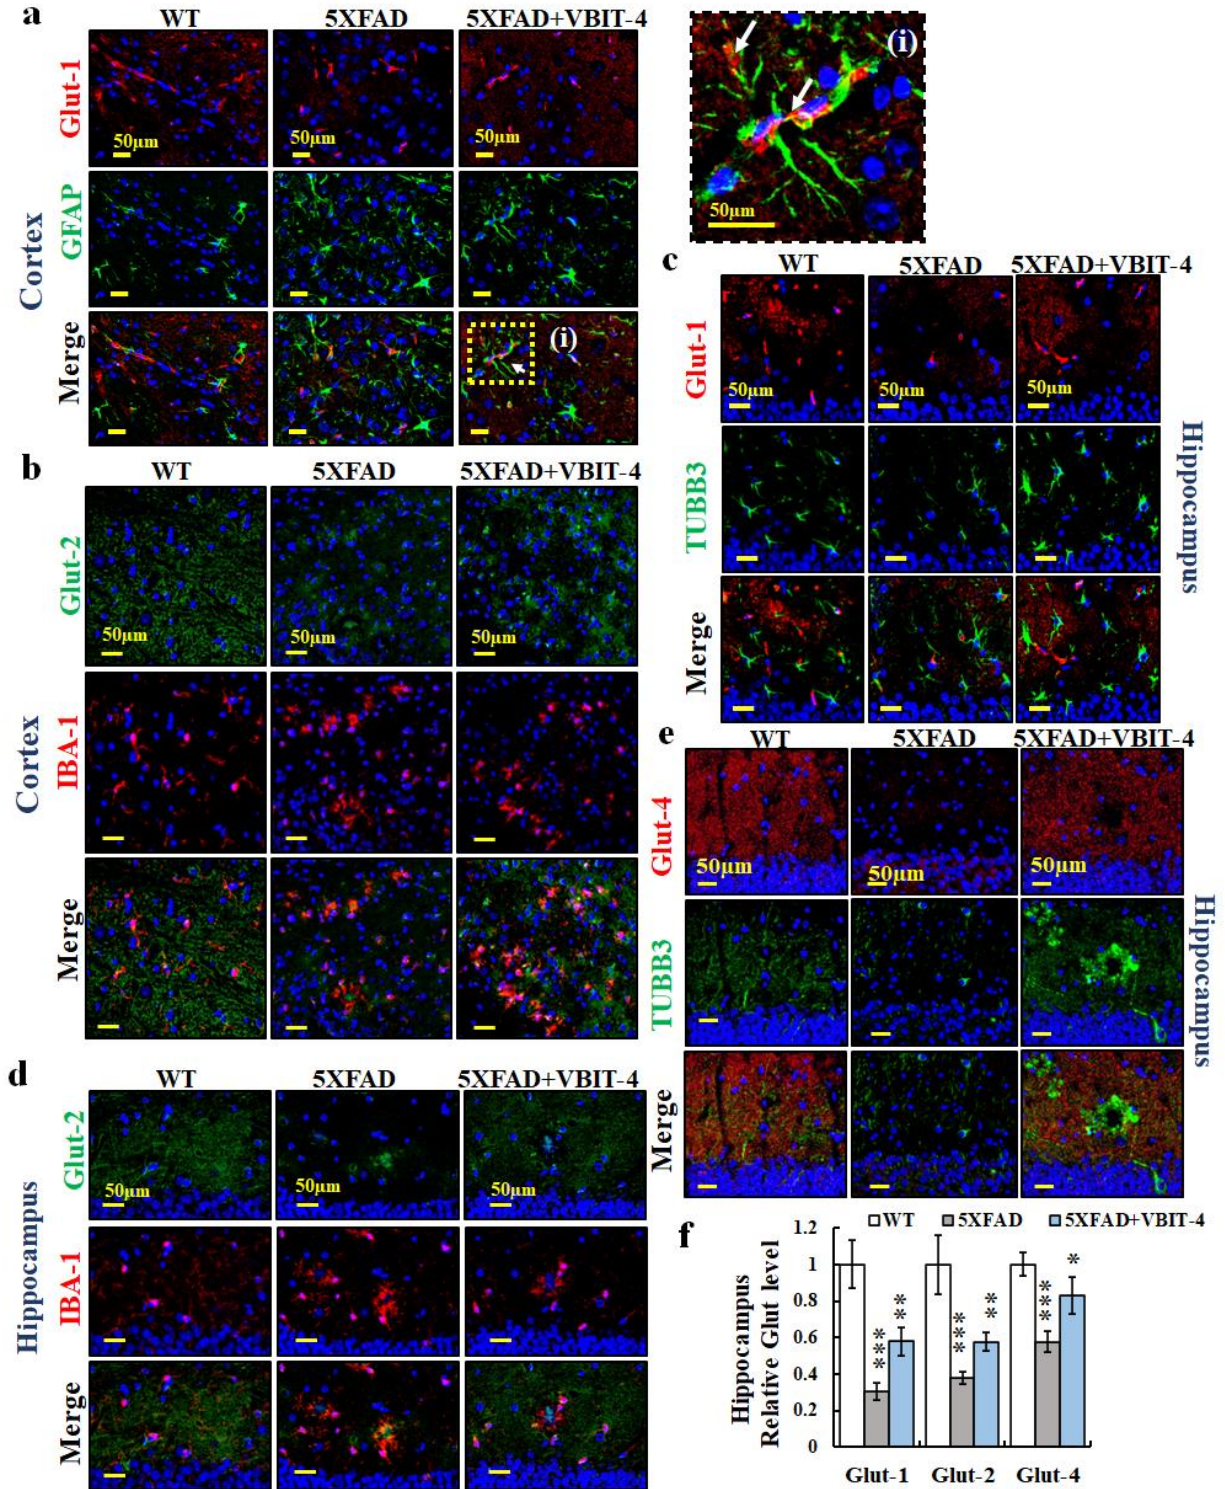 a
WT 5XFAD 5XFAD+VBIT-4
Glut-1
50µm 50µm 50µm
Cortex
GFAP
Merge
(i)
(i)
50µm
b
WT 5XFAD 5XFAD+VBIT-4
Glut-2
50µm 50µm 50µm
Cortex
IBA-1
Merge
c
WT 5XFAD 5XFAD+VBIT-4
Glut-1
50µm 50µm 50µm
TUBB3
Hippocampus
Merge
d
WT 5XFAD 5XFAD+VBIT-4
Glut-2
50µm 50µm 50µm
Hippocampus
IBA-1
Merge
e
WT 5XFAD 5XFAD+VBIT-4
Glut-4
50µm 50µm 50µm
TUBB3
Hippocampus
Merge
f
WT 5XFAD 5XFAD+VBIT-4
Hippocampus
Relative Glut level
1.2
1
0.8
0.6
0.4
0.2
0
*** ** *** ** *** *
Glut-1 Glut-2 Glut-4